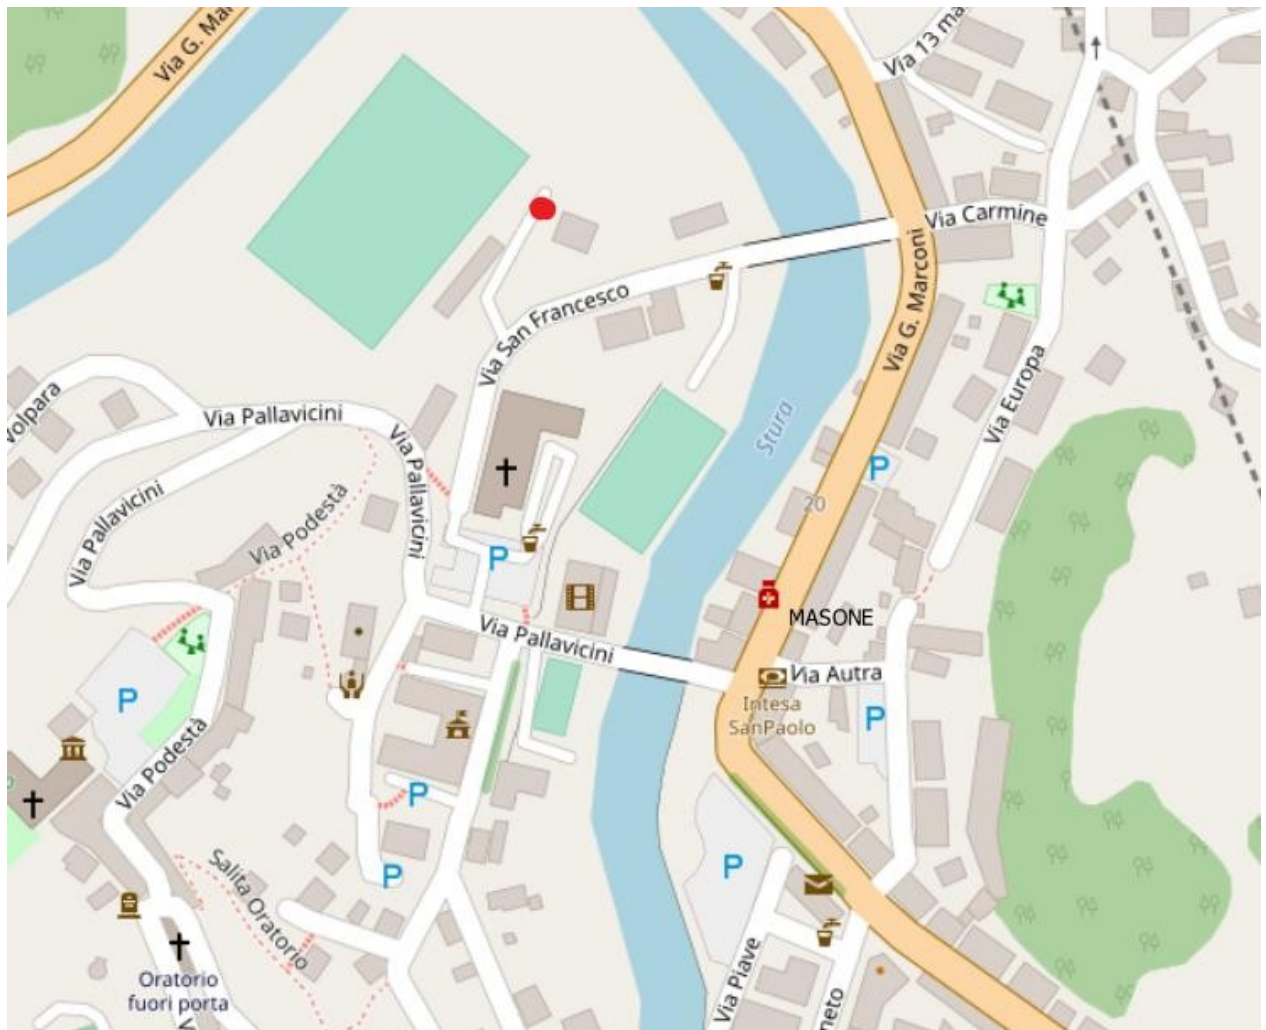 Via G. Mar
Via 13 ma
Via Carmine
Via G. Marconi
Via San Francesco
Via Europa
Volpara
Via Pallavicini
Via Pallavicini
Stura
P
20
Via Pallavicini
Via Podestà
P
MASONE
Via Pallavicini
Via Autra
P
Intesa
SanPaolo
P
Via Podestà
P
P
P
Salita Oratorio
Oratorio
fuori porta
Via Piave
neto
V